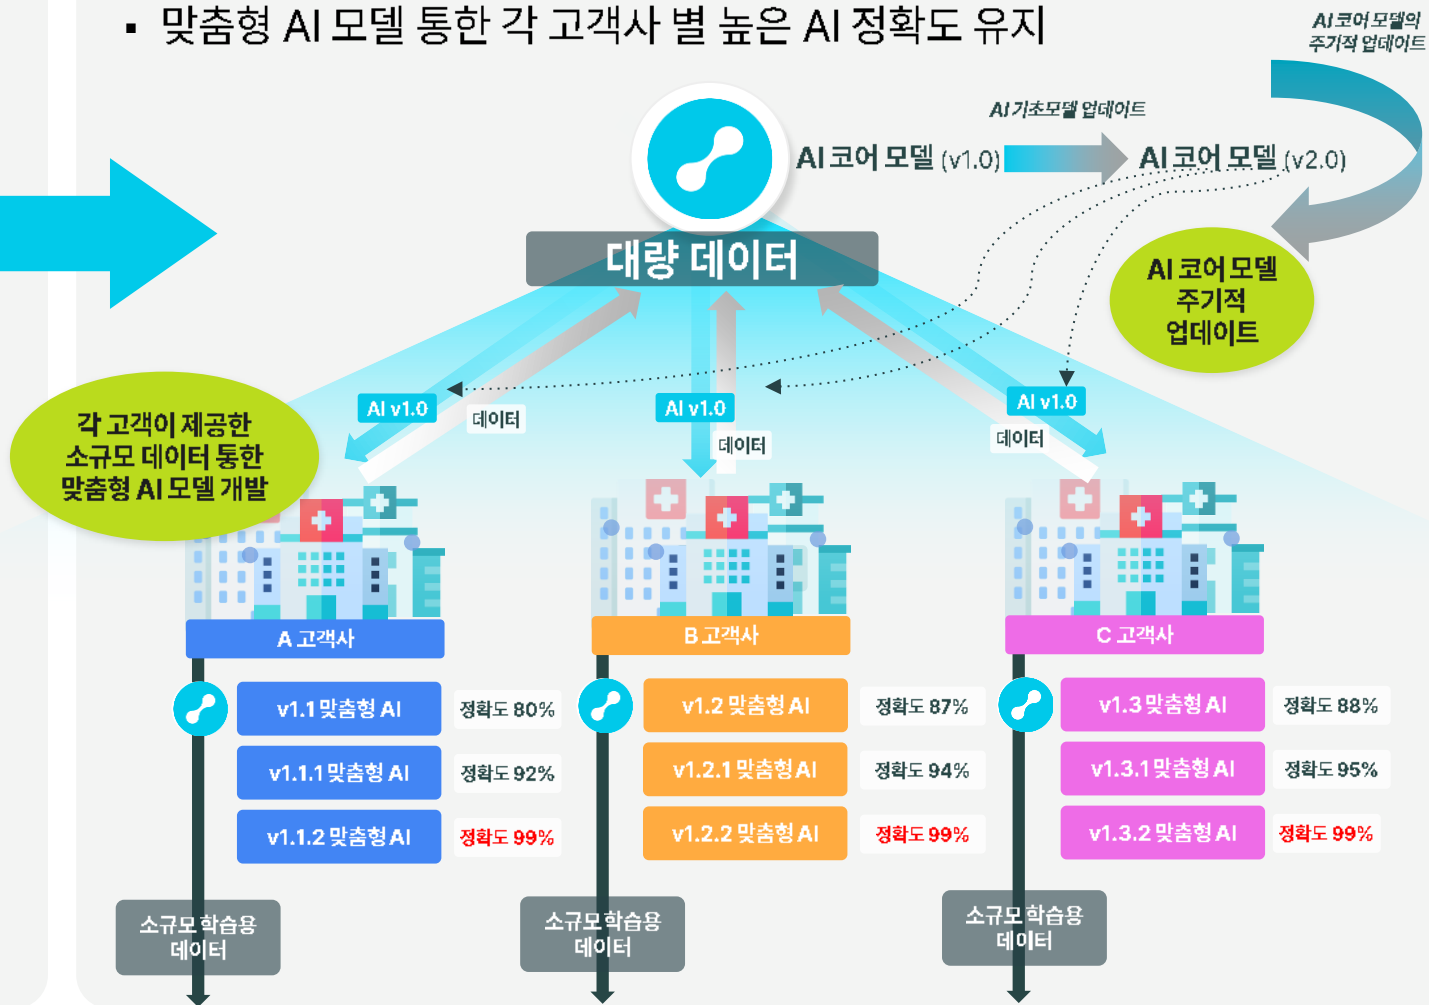 ▪ 맞춤형 AI 모델 통한 각 고객사 별 높은 AI 정확도 유지
AI 코어 모델의
주기적 업데이트
AI 기초모델 업데이트
AI 코어 모델 (v1.0)
AI 코어 모델 (v2.0)
대량 데이터
AI 코어 모델
주기적
업데이트
각 고객이 제공한
소규모 데이터 통한
맞춤형 AI 모델 개발
AI v1.0
데이터
AI v1.0
데이터
AI v1.0
데이터
A 고객사
B 고객사
C 고객사
v1.1 맞춤형 AI
정확도 80%
v1.2 맞춤형 AI
정확도 87%
v1.3 맞춤형 AI
정확도 88%
v1.1.1 맞춤형 AI
정확도 92%
v1.2.1 맞춤형 AI
정확도 94%
v1.3.1 맞춤형 AI
정확도 95%
v1.1.2 맞춤형 AI
정확도 99%
v1.2.2 맞춤형 AI
정확도 99%
v1.3.2 맞춤형 AI
정확도 99%
소규모 학습용
데이터
소규모 학습용
데이터
소규모 학습용
데이터